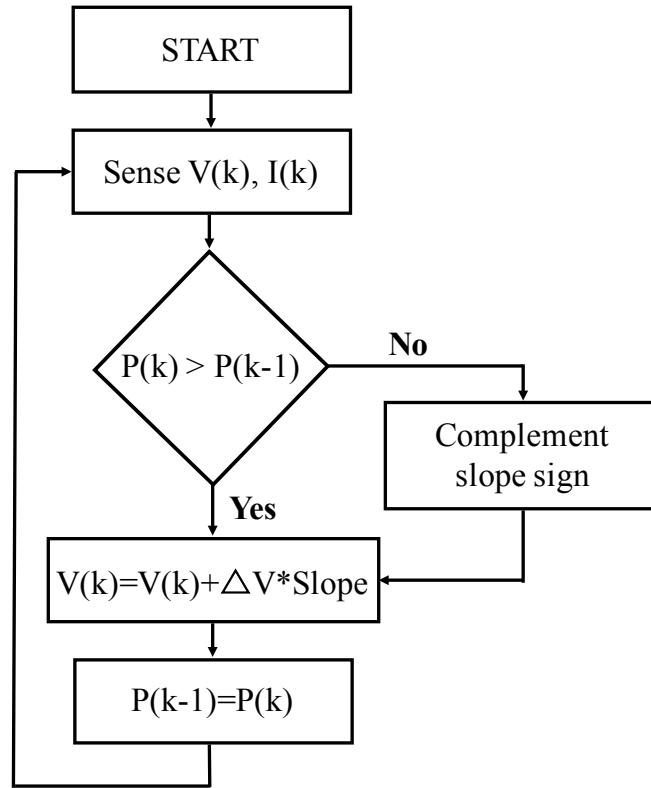 START
Sense V(k), I(k)
P(k) > P(k-1)
No
Complement
slope sign
Yes
V(k)=V(k)+△V*Slope
P(k-1)=P(k)